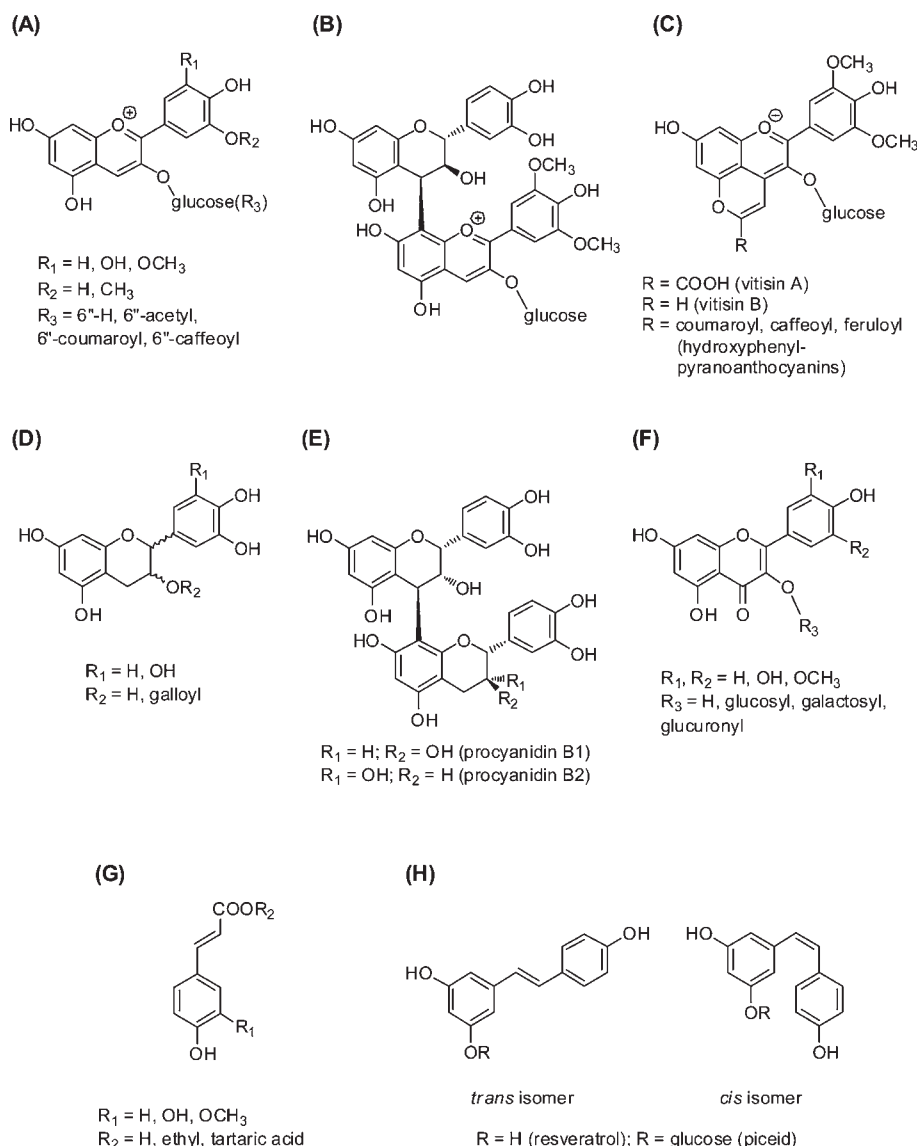 (A)
R1
OH
HO
O⊕
OR2
O
glucose(R3)
OH
R1 = H, OH, OCH3
R2 = H, CH3
R3 = 6"-H, 6"-acetyl,
6"-coumaroyl, 6"-caffeoyl
(B)
OH
HO
O
OH
HO
OCH3
OH
OH
HO
O⊕
OCH3
O
glucose
OH
(C)
OCH3
OH
HO
O⊖
OCH3
O
glucose
O
R
R = COOH (vitisin A)
R = H (vitisin B)
R = coumaroyl, caffeoyl, feruloyl
(hydroxyphenyl-
pyranoanthocyanins)
(D)
R1
OH
HO
O
OH
OR2
OH
R1 = H, OH
R2 = H, galloyl
(E)
OH
HO
O
OH
HO
OH
OH
HO
O
OH
R1
R2
OH
R1 = H; R2 = OH (procyanidin B1)
R1 = OH; R2 = H (procyanidin B2)
(F)
R1
OH
HO
O
R2
O
OH
O
R3
R1, R2 = H, OH, OCH3
R3 = H, glucosyl, galactosyl,
glucuronyl
(G)
COOR2
R1
OH
R1 = H, OH, OCH3
R2 = H, ethyl, tartaric acid
(H)
OH
HO
OR
trans isomer
HO
OR
OH
cis isomer
R = H (resveratrol); R = glucose (piceid)